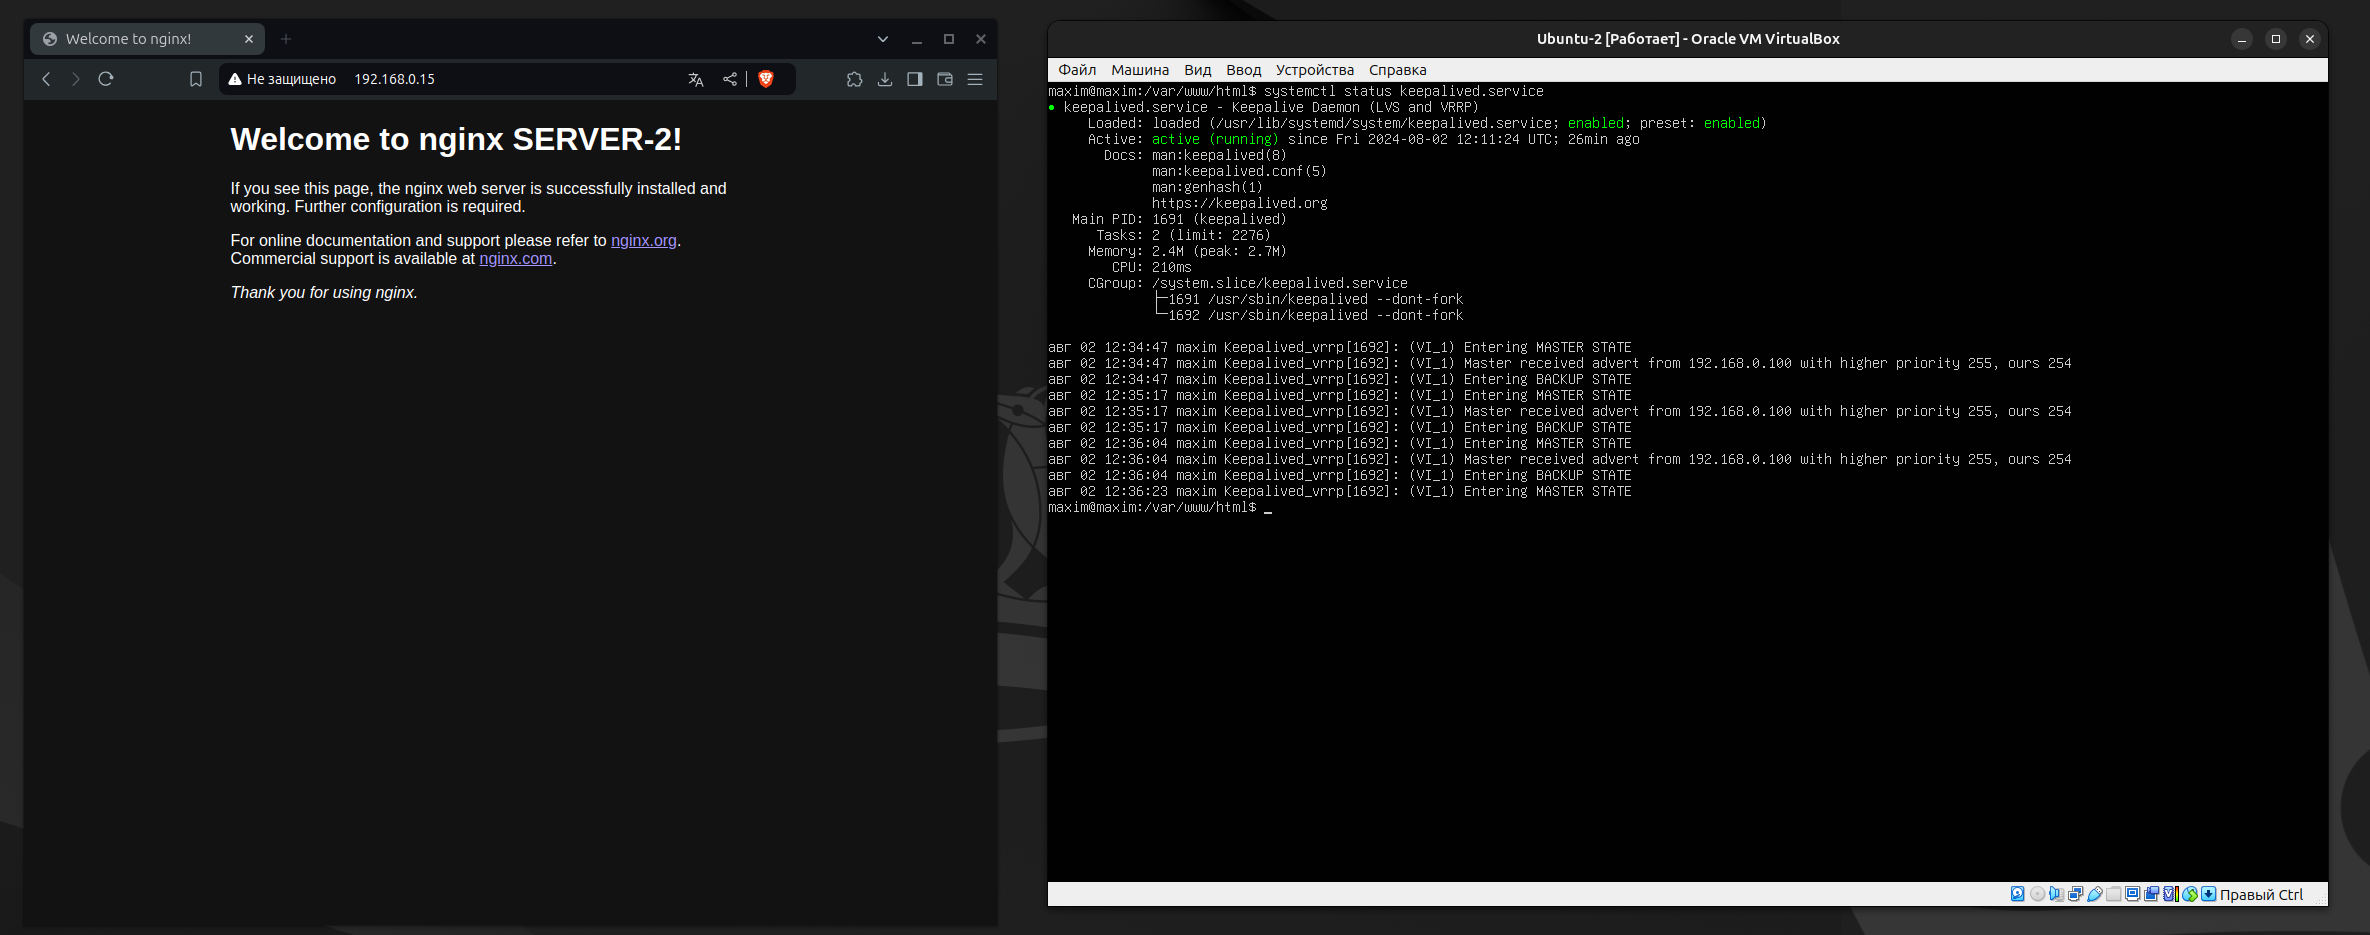 Welcome to nginx!
Не защищено 192.168.0.15
Welcome to nginx SERVER-2!
If you see this page, the nginx web server is successfully installed and
working. Further configuration is required.
For online documentation and support please refer to nginx.org.
Commercial support is available at nginx.com.
Thank you for using nginx.
Ubuntu-2 [Работает] - Oracle VM VirtualBox
Файл Машина Вид Ввод Устройства Справка
maxim@maxim:/var/www/html$ systemctl status keepalived.service
● keepalived.service - Keepalive Daemon (LVS and VRRP)
Loaded: loaded (/usr/lib/systemd/system/keepalived.service; enabled; preset: enabled)
Active: active (running) since Fri 2024-08-02 12:11:24 UTC; 26min ago
Docs: man:keepalived(8)
man:keepalived.conf(5)
man:genhash(1)
https://keepalived.org
Main PID: 1691 (keepalived)
Tasks: 2 (limit: 2276)
Memory: 2.4M (peak: 2.7M)
CPU: 210ms
CGroup: /system.slice/keepalived.service
├─1691 /usr/sbin/keepalived --dont-fork
└─1692 /usr/sbin/keepalived --dont-fork
авг 02 12:34:47 maxim Keepalived_vrrp[1692]: (VI_1) Entering MASTER STATE
авг 02 12:34:47 maxim Keepalived_vrrp[1692]: (VI_1) Master received advert from 192.168.0.100 with higher priority 255, ours 254
авг 02 12:34:47 maxim Keepalived_vrrp[1692]: (VI_1) Entering BACKUP STATE
авг 02 12:35:17 maxim Keepalived_vrrp[1692]: (VI_1) Entering MASTER STATE
авг 02 12:35:17 maxim Keepalived_vrrp[1692]: (VI_1) Master received advert from 192.168.0.100 with higher priority 255, ours 254
авг 02 12:35:17 maxim Keepalived_vrrp[1692]: (VI_1) Entering BACKUP STATE
авг 02 12:36:04 maxim Keepalived_vrrp[1692]: (VI_1) Entering MASTER STATE
авг 02 12:36:04 maxim Keepalived_vrrp[1692]: (VI_1) Master received advert from 192.168.0.100 with higher priority 255, ours 254
авг 02 12:36:04 maxim Keepalived_vrrp[1692]: (VI_1) Entering BACKUP STATE
авг 02 12:36:23 maxim Keepalived_vrrp[1692]: (VI_1) Entering MASTER STATE
maxim@maxim:/var/www/html$ _
Правый Ctrl